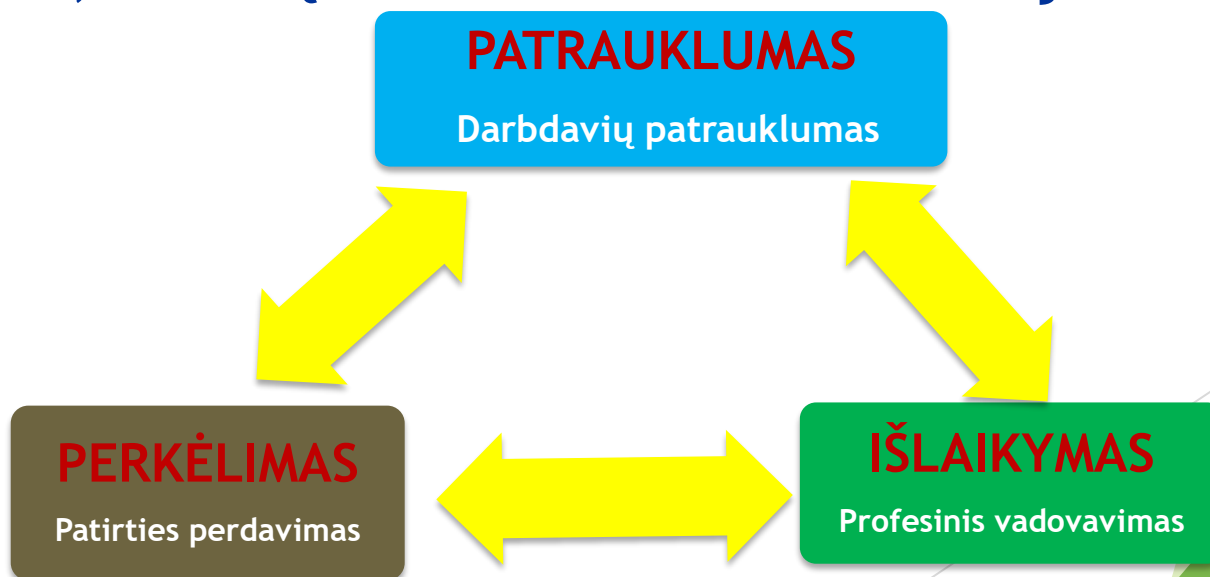 PATRAUKLUMAS
Darbdavių patrauklumas
PERKĖLIMAS
Patirties perdavimas
IŠLAIKYMAS
Profesinis vadovavimas